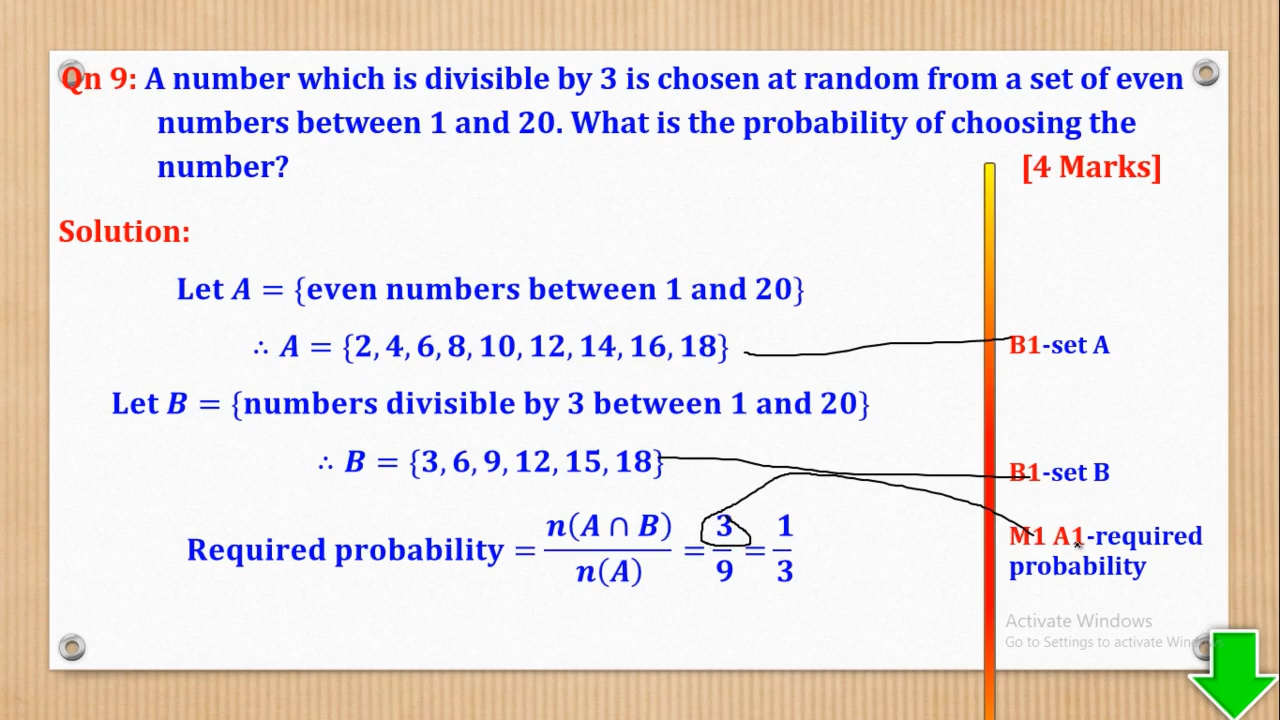 Qn 9: A number which is divisible by 3 is chosen at random from a set of even
numbers between 1 and 20. What is the probability of choosing the
number? [4 Marks]
Solution:
Let A = {even numbers between 1 and 20}
∴ A = {2, 4, 6, 8, 10, 12, 14, 16, 18} B1-set A
Let B = {numbers divisible by 3 between 1 and 20}
∴ B = {3, 6, 9, 12, 15, 18} B1-set B
Required probability = n(A ∩ B)/n(A) = 3/9 = 1/3
M1 A1-required
probability
Activate Windows
Go to Settings to activate Windows.